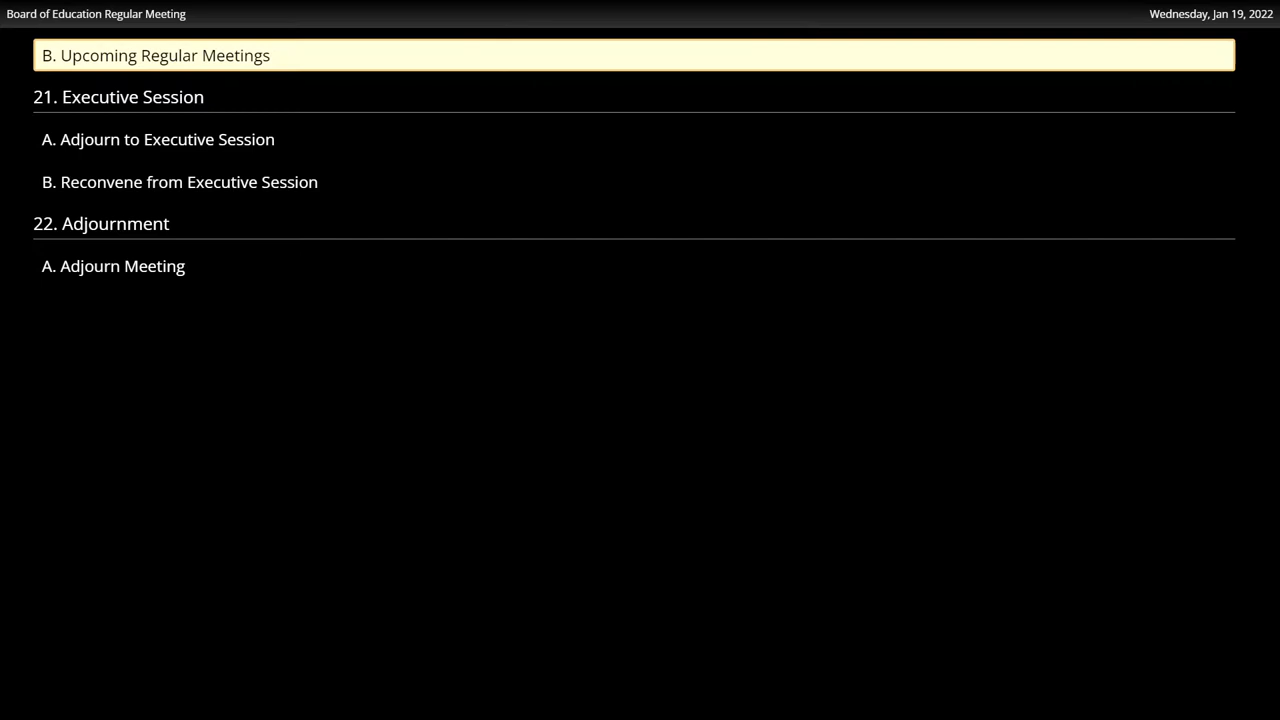 Board of Education Regular Meeting
Wednesday, Jan 19, 2022
B. Upcoming Regular Meetings
21. Executive Session
A. Adjourn to Executive Session
B. Reconvene from Executive Session
22. Adjournment
A. Adjourn Meeting